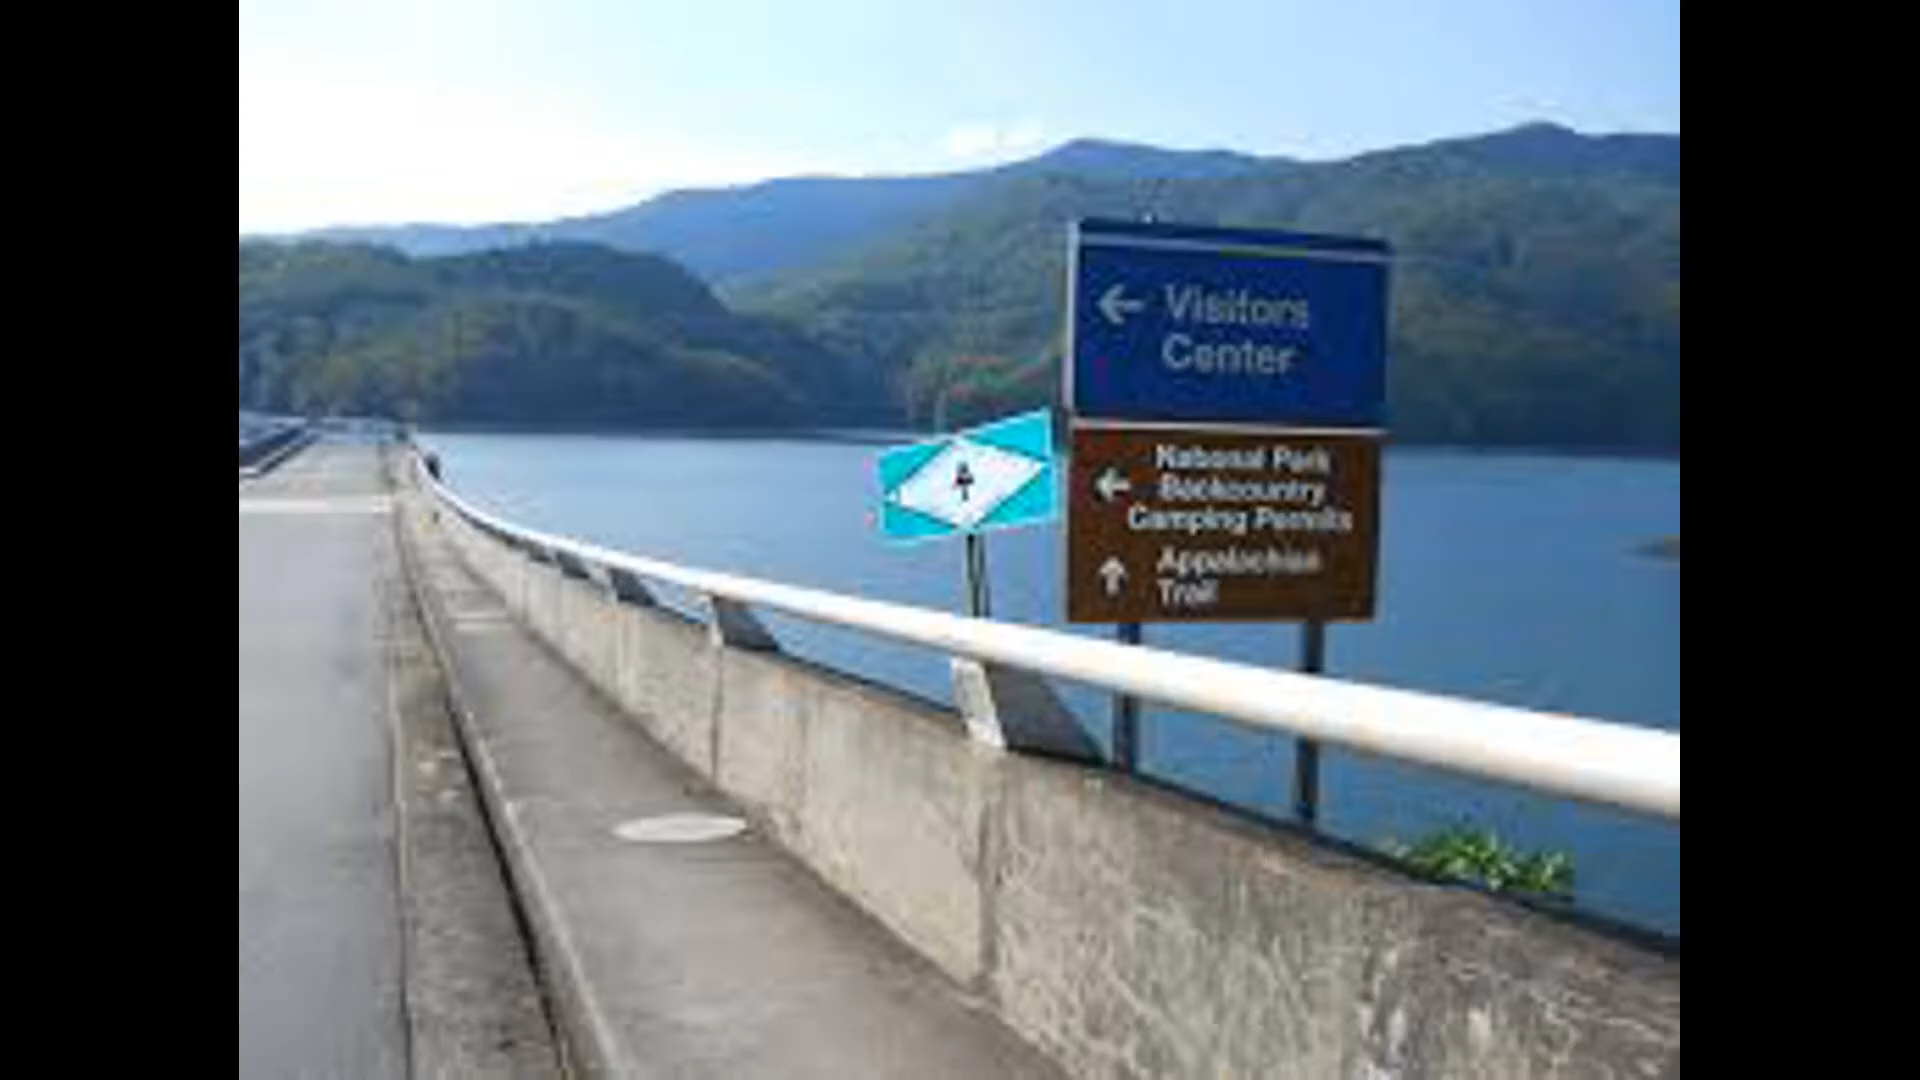 Visitors
Center
National Park
Backcountry
Camping Permits
Appalachian
Trail